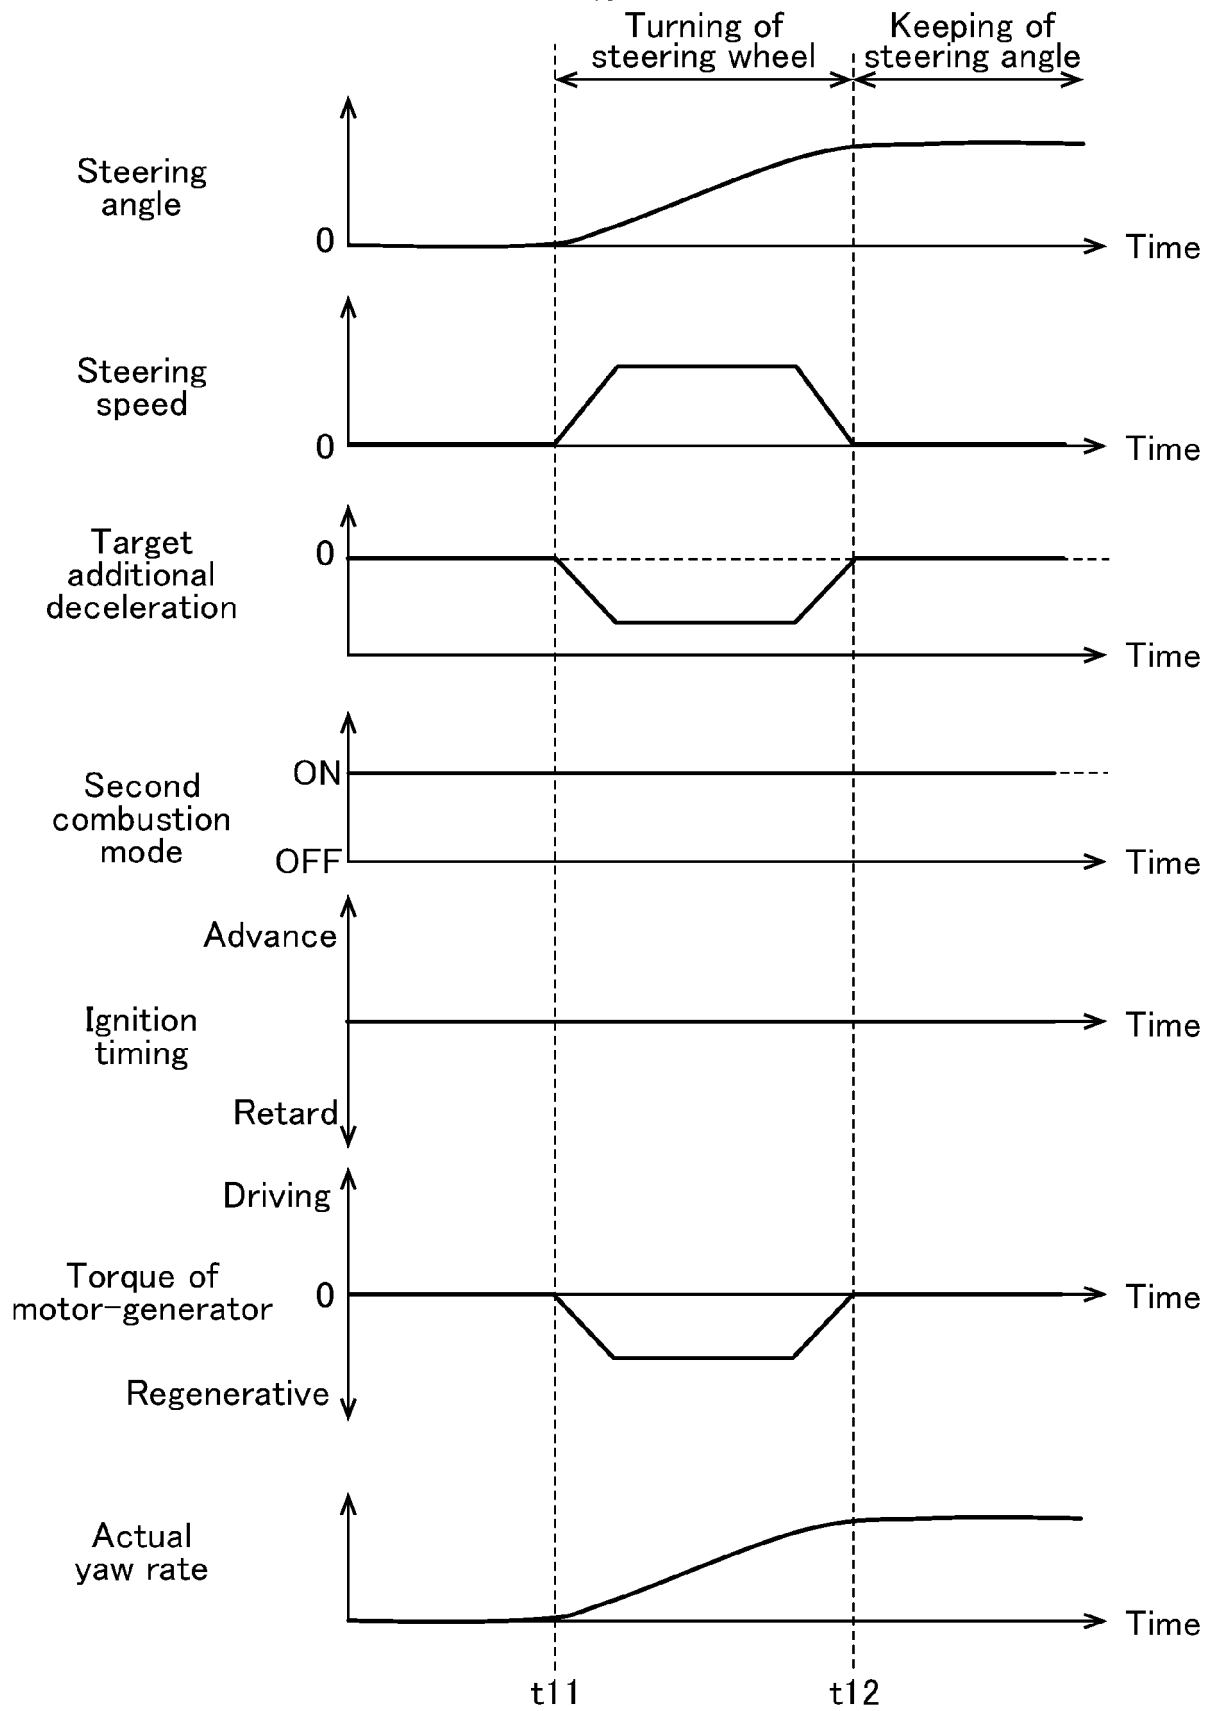 Turning of
steering wheel
Keeping of
steering angle
Steering
angle
0
Time
Steering
speed
0
Time
Target
additional
deceleration
0
Time
Second
combustion
mode
ON
OFF
Time
Advance
Ignition
timing
Time
Retard
Driving
Torque of
motor-generator
0
Time
Regenerative
Actual
yaw rate
Time
t11
t12